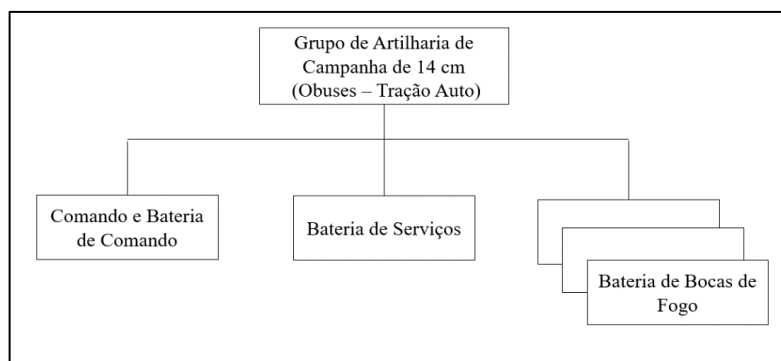 Grupo de Artilharia de
Campanha de 14 cm
(Obuses – Tração Auto)
Comando e Bateria
de Comando
Bateria de Serviços
Bateria de Bocas de
Fogo